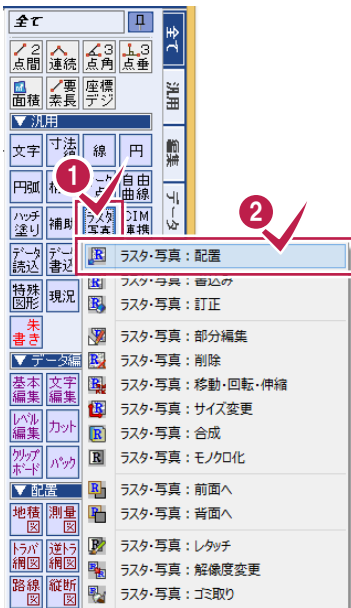 全て
全て
汎用
編集
データ
2
点間
連続
3
点角
3
点垂
面積
要
素長
座標
デジ
▼ 汎用
文字
寸法
線
円
円弧
自由
曲線
ハッチ
塗り
補助
ラスタ
写真
CIM
連携
1
2
データ
読込
データ
書込
特殊
図形
現況
朱
書き
▼ データ編
基本
編集
文字
編集
レベル
編集
カット
クリップ
ボード
パック
▼ 配置
地積
図
測量
図
トラバ
網図
逆トラ
網図
路線
図
縦断
図
ラスタ・写真：配置
ラスタ・写真：書込み
ラスタ・写真：訂正
ラスタ・写真：部分編集
ラスタ・写真：削除
ラスタ・写真：移動・回転・伸縮
ラスタ・写真：サイズ変更
ラスタ・写真：合成
ラスタ・写真：モノクロ化
ラスタ・写真：前面へ
ラスタ・写真：背面へ
ラスタ・写真：レタッチ
ラスタ・写真：解像度変更
ラスタ・写真：ゴミ取り